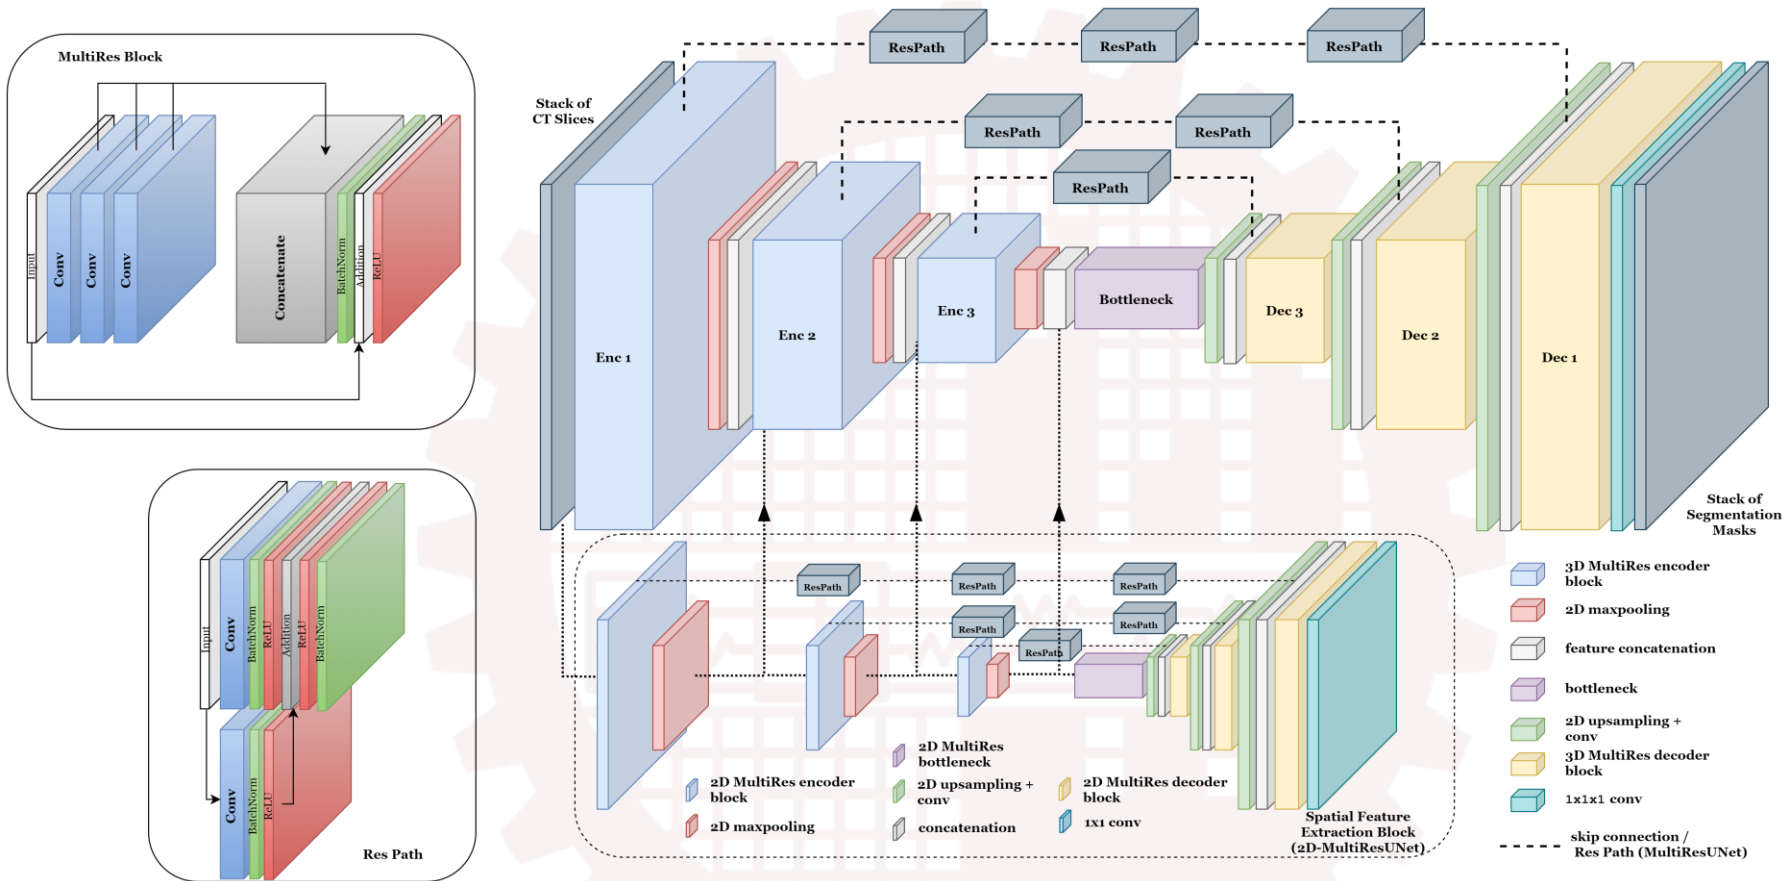 MultiRes Block
Input
Conv
Conv
Conv
Concatenate
BatchNorm
Addition
ReLU
Input
Conv
BatchNorm
ReLU
Addition
ReLU
BatchNorm
Conv
BatchNorm
ReLU
Res Path
Stack of
CT Slices
ResPath
ResPath
ResPath
ResPath
ResPath
ResPath
Enc 1
Enc 2
Enc 3
Bottleneck
Dec 3
Dec 2
Dec 1
Stack of
Segmentation
Masks
ResPath
ResPath
ResPath
ResPath
ResPath
ResPath
2D MultiRes encoder
block
2D maxpooling
2D MultiRes
bottleneck
2D upsampling +
conv
concatenation
2D MultiRes decoder
block
1x1 conv
Spatial Feature
Extraction Block
(2D-MultiResUNet)
3D MultiRes encoder
block
2D maxpooling
feature concatenation
bottleneck
2D upsampling +
conv
3D MultiRes decoder
block
1x1x1 conv
skip connection /
Res Path (MultiResUNet)